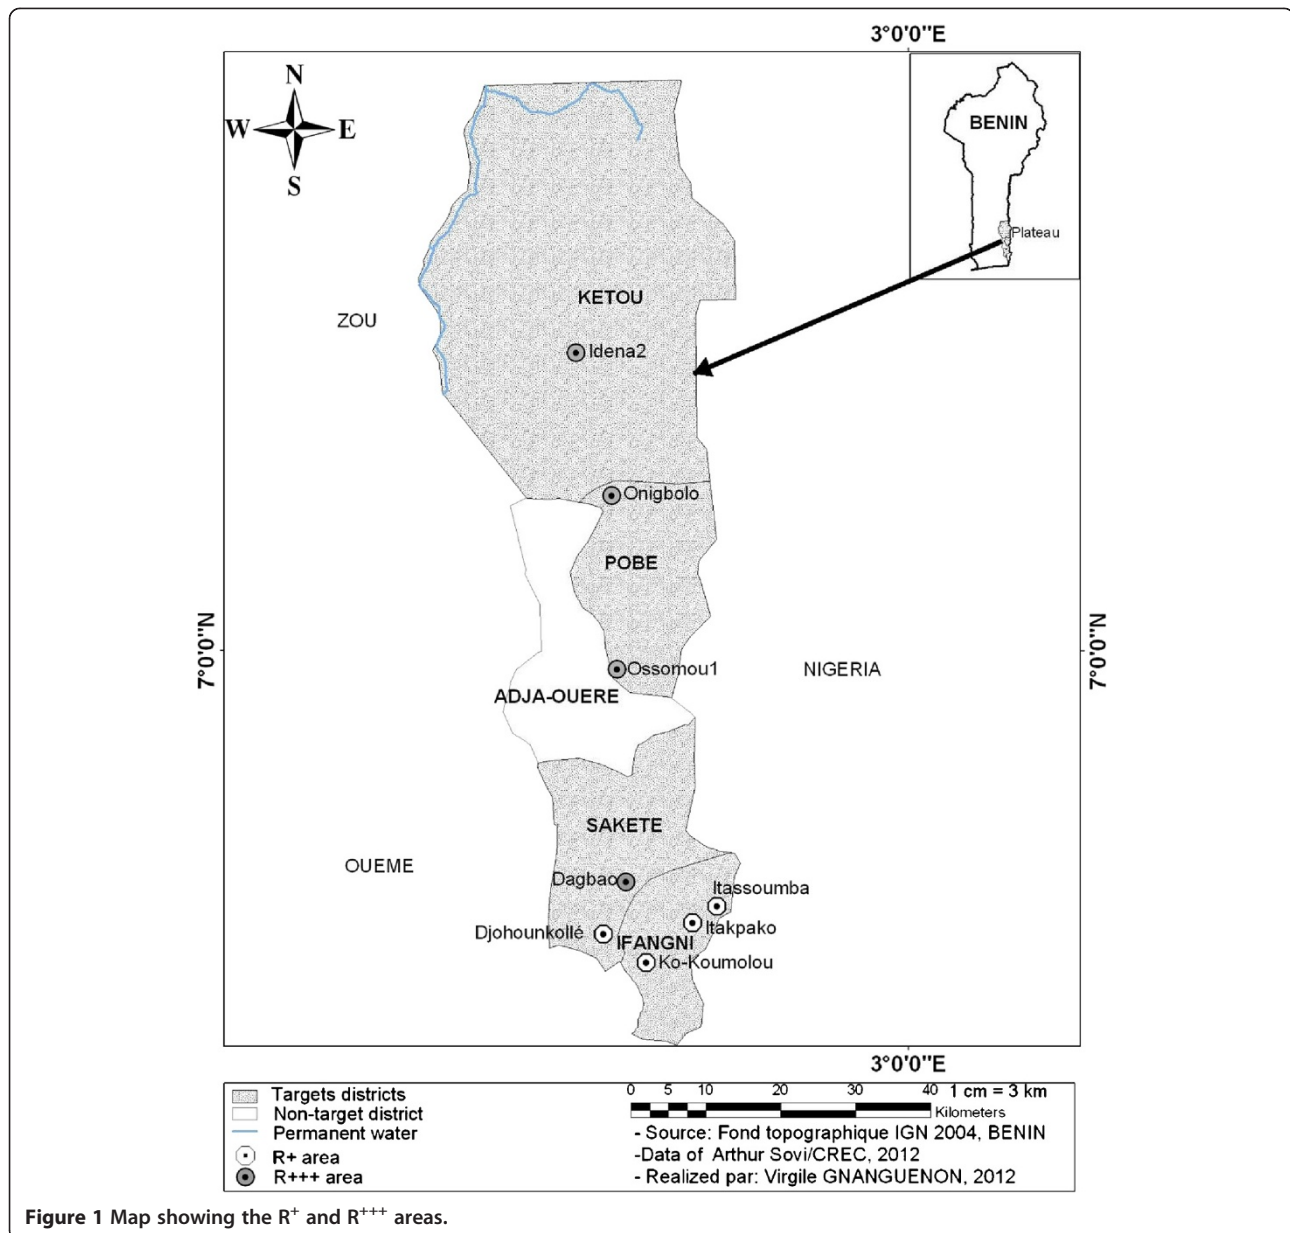 3°0'0"E
N
W E
S
BENIN
Plateau
KETOU
ZOU
Idena2
Onigbolo
POBE
7°0'0"N
7°0'0"N
Ossomou1
NIGERIA
ADJA-OUERE
SAKETE
OUEME
Dagbao
Itassoumba
Itakpako
Djohounkollé
IFANGNI
Ko-Koumolou
3°0'0"E
Targets districts
Non-target district
Permanent water
R+ area
R+++ area
0 5 10 20 30 40 1 cm = 3 km
Kilometers
- Source: Fond topographique IGN 2004, BENIN
-Data of Arthur Sovi/CREC, 2012
- Realized par: Virgile GNANGUENON, 2012
Figure 1 Map showing the R+ and R+++ areas.